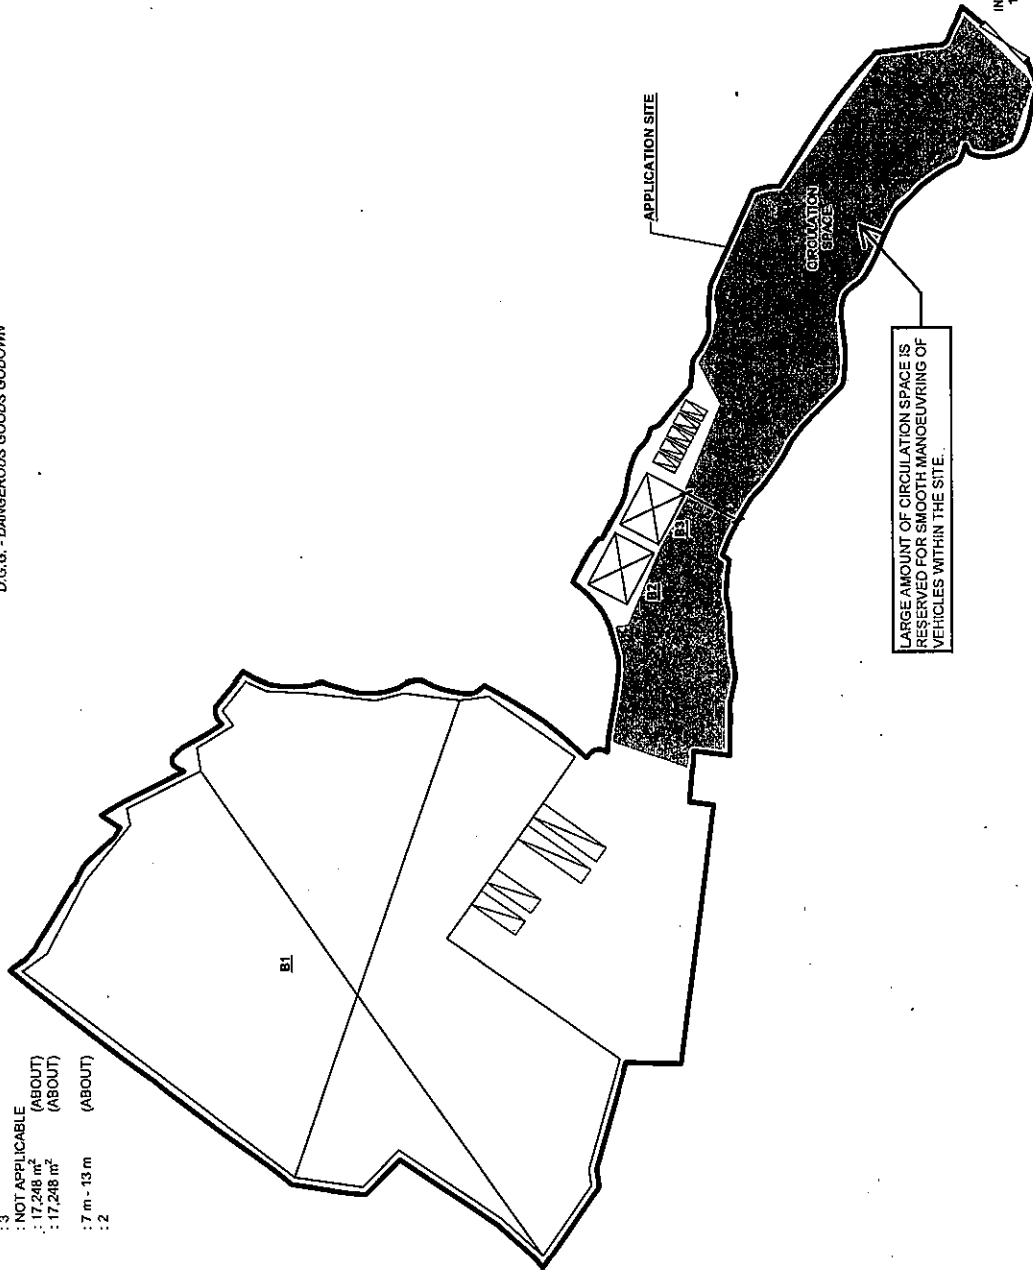 D.G.G. - DANGEROUS GOODS GODOWN
: 3
: NOT APPLICABLE
: 17,248 m² (ABOUT)
: 17,248 m² (ABOUT)
: 7 m - 13 m (ABOUT)
: 2
B1
B2
B3
APPLICATION SITE
CIRCULATION
SPACE
LARGE AMOUNT OF CIRCULATION SPACE IS
RESERVED FOR SMOOTH MANOEUVRING OF
VEHICLES WITHIN THE SITE.